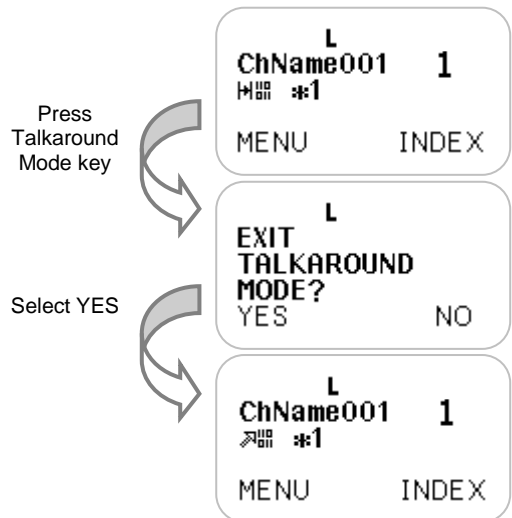 L
ChName001 1
*1
MENU INDEX
Press
Talkaround
Mode key
L
EXIT
TALKAROUND
MODE?
YES NO
Select YES
L
ChName001 1
*1
MENU INDEX